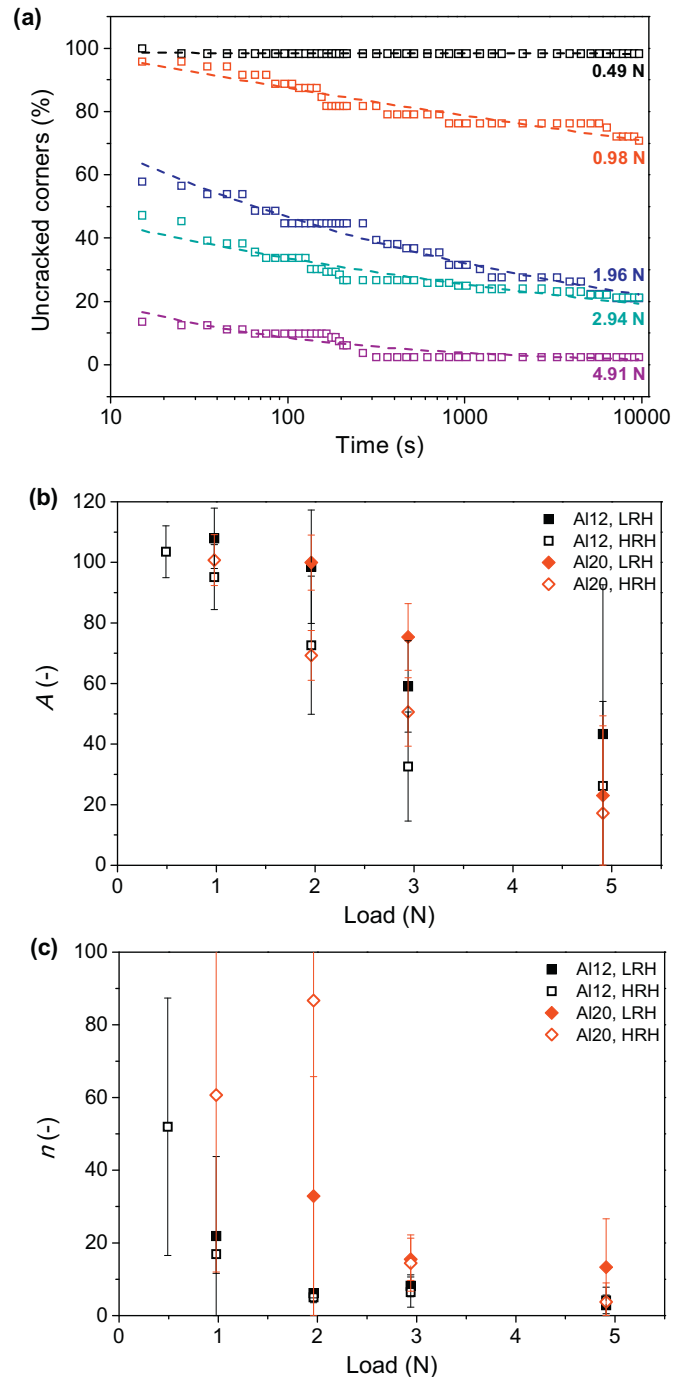 (a)
100
80
60
40
20
0
Uncracked corners (%)
0.49 N
0.98 N
1.96 N
2.94 N
4.91 N
10
100
1000
10000
Time (s)
(b)
120
100
80
60
40
20
0
A (-)
Al12, LRH
Al12, HRH
Al20, LRH
Al20, HRH
0
1
2
3
4
5
Load (N)
(c)
100
80
60
40
20
0
n (-)
Al12, LRH
Al12, HRH
Al20, LRH
Al20, HRH
0
1
2
3
4
5
Load (N)